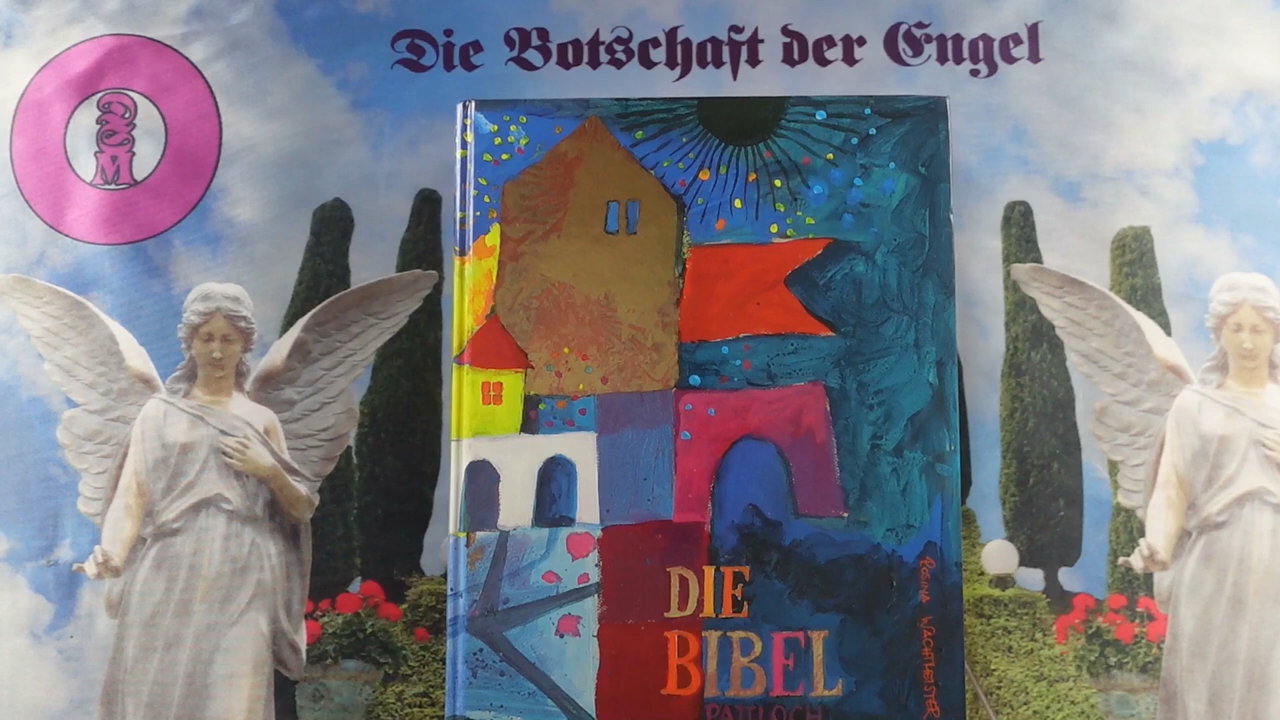 Die Botschaft der Engel
DIE
BIBEL
PATTLOCH
ROSINA WACHTMEISTER